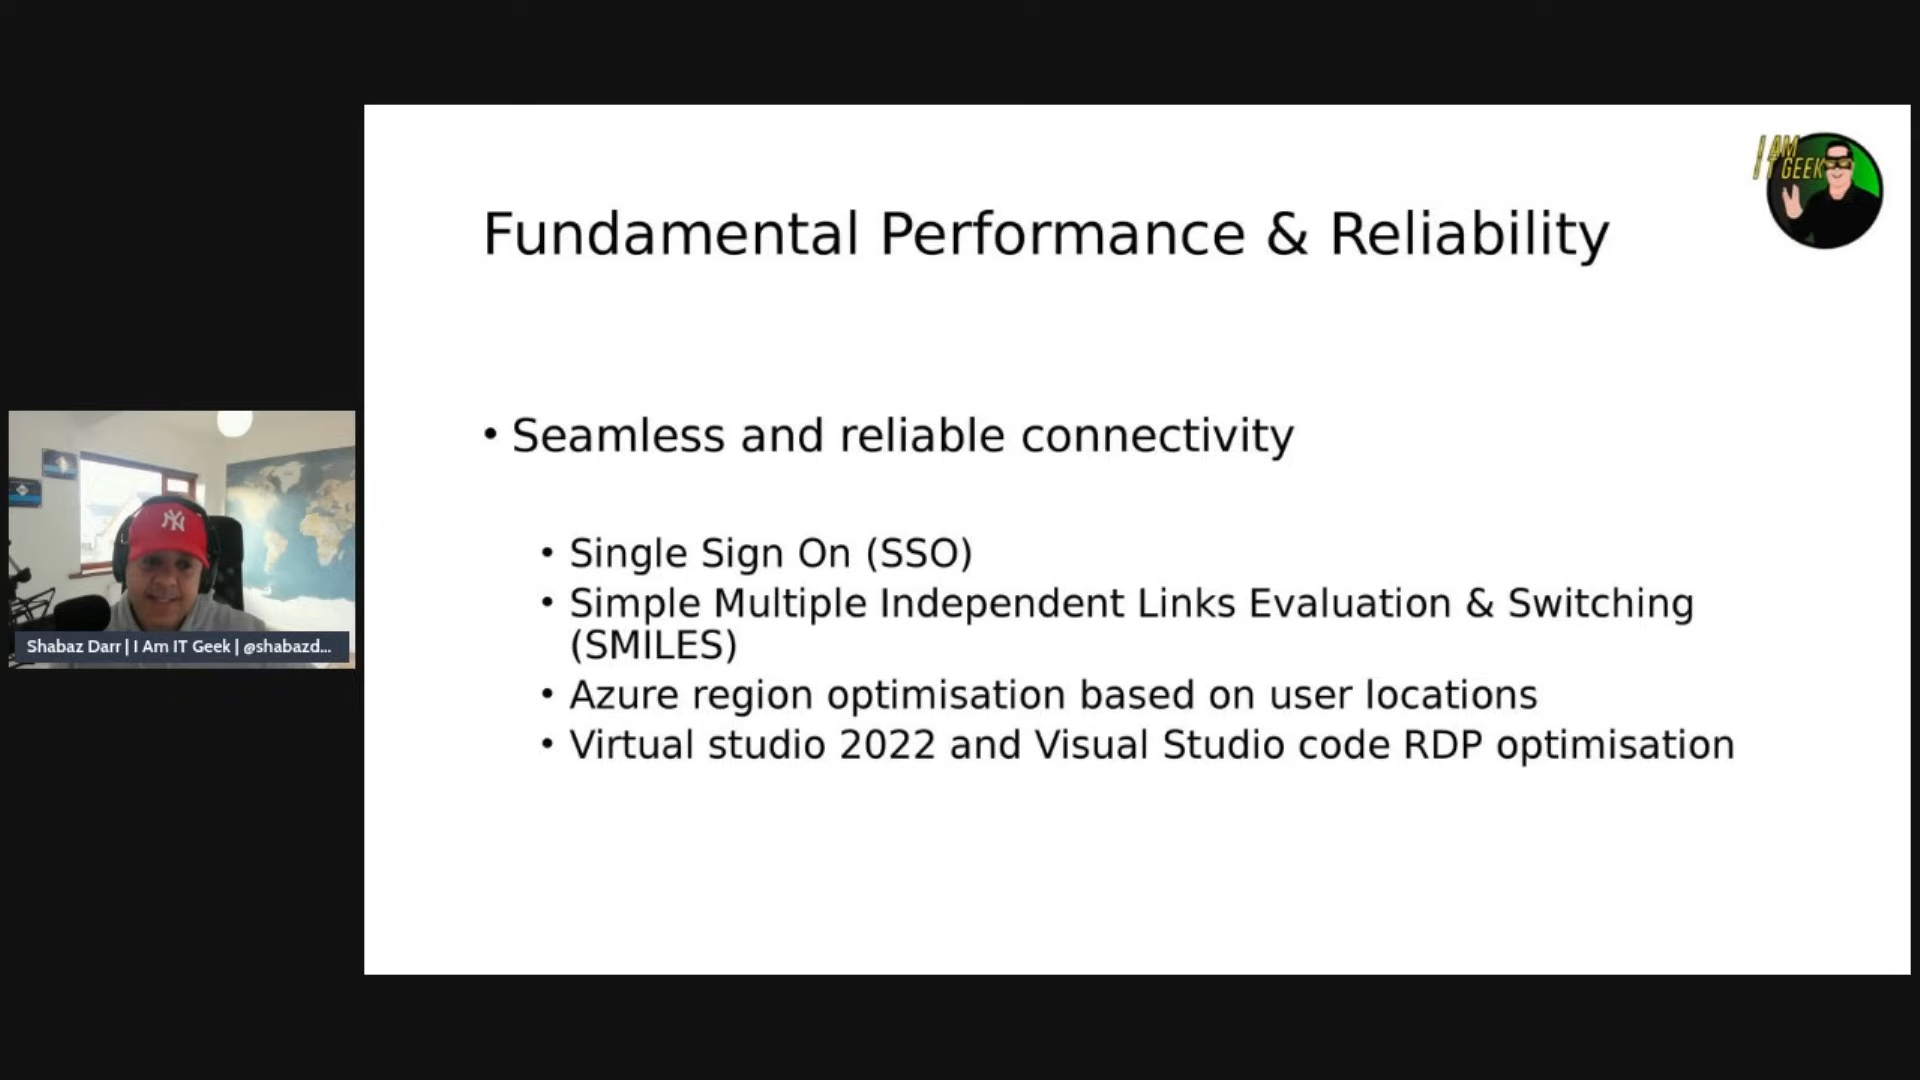 I AM
IT GEEK
Fundamental Performance & Reliability
• Seamless and reliable connectivity
• Single Sign On (SSO)
• Simple Multiple Independent Links Evaluation & Switching
(SMILES)
• Azure region optimisation based on user locations
• Virtual studio 2022 and Visual Studio code RDP optimisation
NY
Shabaz Darr | I Am IT Geek | @shabazd...